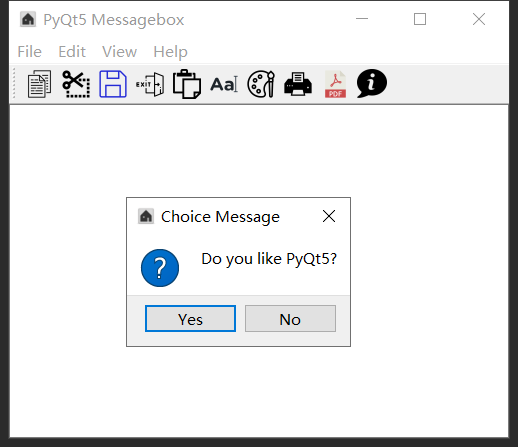 PyQt5 Messagebox
File Edit View Help
EXIT Aa PDF i
Choice Message
? Do you like PyQt5?
Yes No